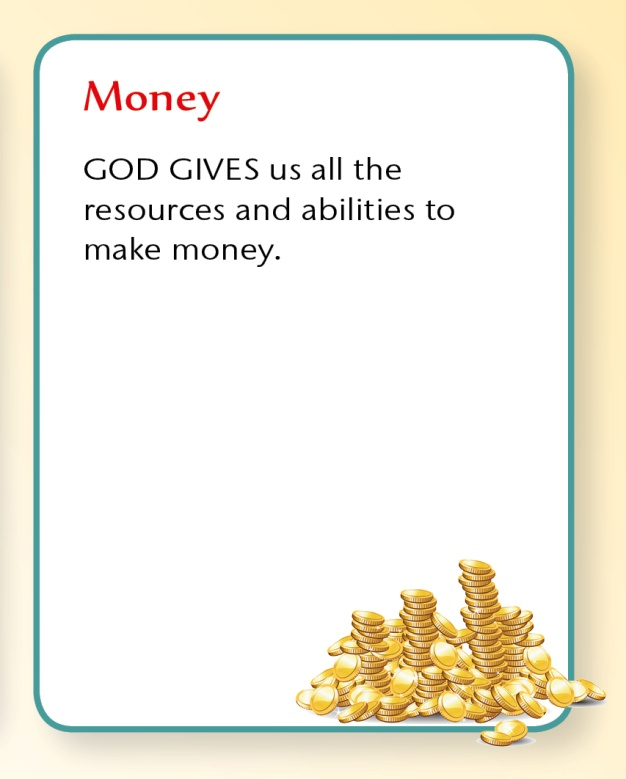 Money
GOD GIVES us all the
resources and abilities to
make money.